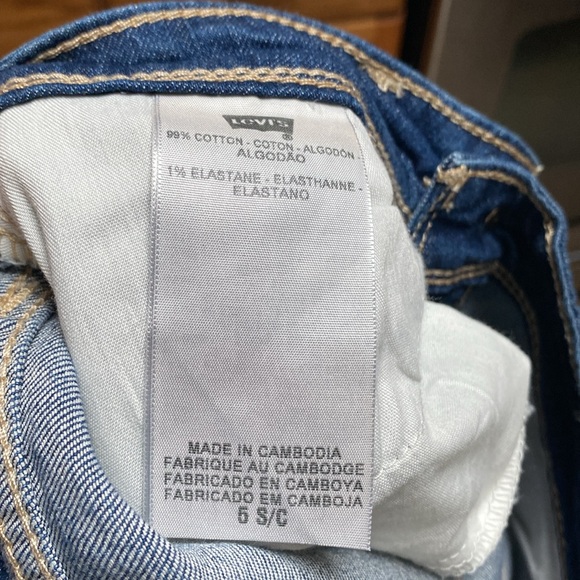 Levi's
®
99% COTTON - COTON - ALGODÓN -
ALGODÃO
1% ELASTANE - ELASTHANNE -
ELASTANO
MADE IN CAMBODIA
FABRIQUE AU CAMBODGE
FABRICADO EN CAMBOYA
FABRICADO EM CAMBOJA
5 S/C